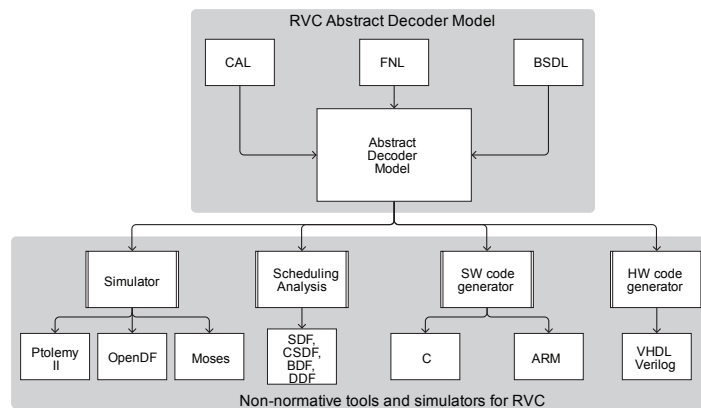 RVC Abstract Decoder Model
CAL
FNL
BSDL
Abstract
Decoder
Model
Simulator
Scheduling
Analysis
SW code
generator
HW code
generator
Ptolemy
II
OpenDF
Moses
SDF,
CSDF,
BDF,
DDF
C
ARM
VHDL
Verilog
Non-normative tools and simulators for RVC